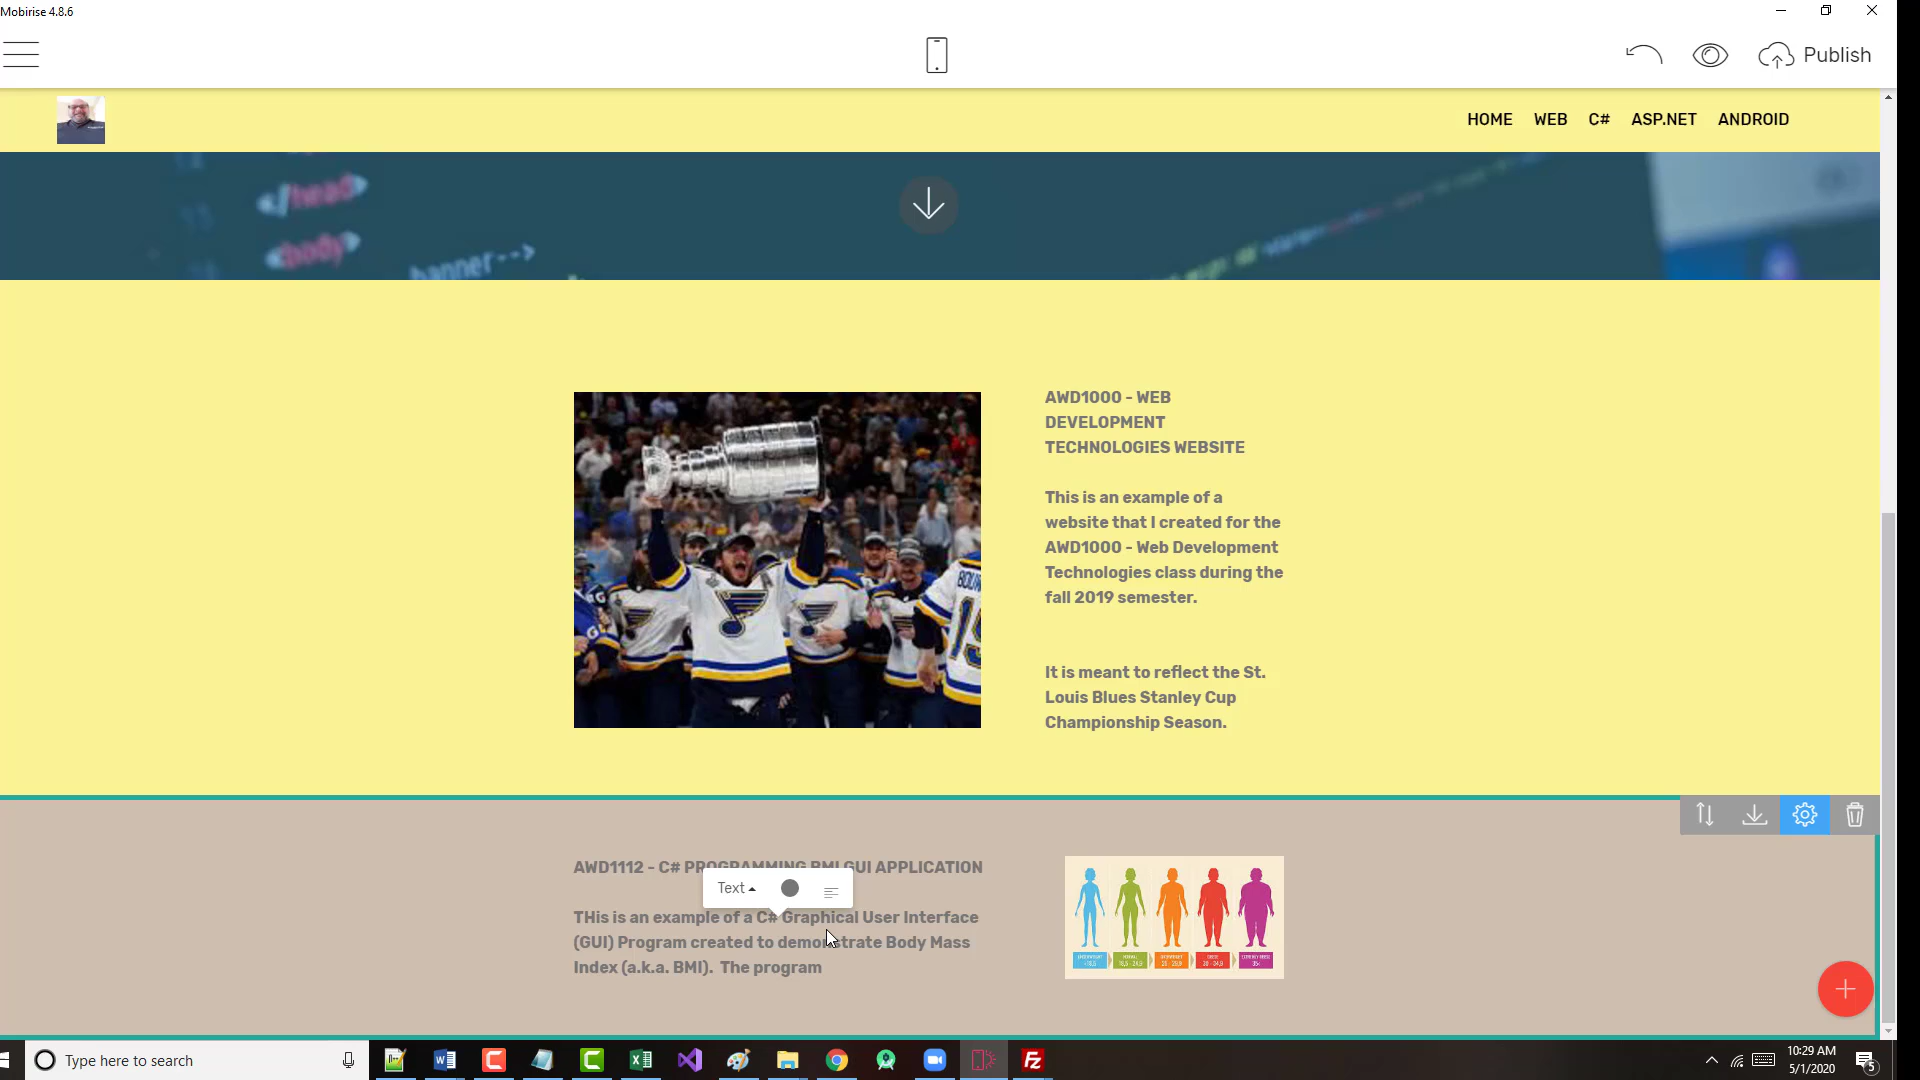 Mobirise 4.8.6
Publish
HOME WEB C# ASP.NET ANDROID
</head>
<body>
banner-->
AWD1000 - WEB
DEVELOPMENT
TECHNOLOGIES WEBSITE
This is an example of a
website that I created for the
AWD1000 - Web Development
Technologies class during the
fall 2019 semester.
It is meant to reflect the St.
Louis Blues Stanley Cup
Championship Season.
AWD1112 - C# PROGRAMMING BMI GUI APPLICATION
Text
THis is an example of a C# Graphical User Interface
(GUI) Program created to demonstrate Body Mass
Index (a.k.a. BMI).  The program
Type here to search
10:29 AM
5/1/2020
5